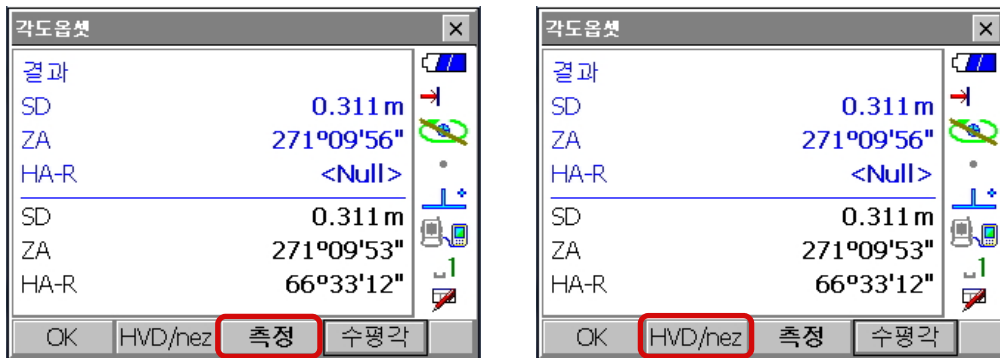 각도옵셋
결과
SD 0.311 m
ZA 271º09'56"
HA-R <Null>
SD 0.311 m
ZA 271º09'53"
HA-R 66º33'12"
1
OK HVD/nez 측정 수평각
각도옵셋
결과
SD 0.311 m
ZA 271º09'56"
HA-R <Null>
SD 0.311 m
ZA 271º09'53"
HA-R 66º33'12"
1
OK HVD/nez 측정 수평각